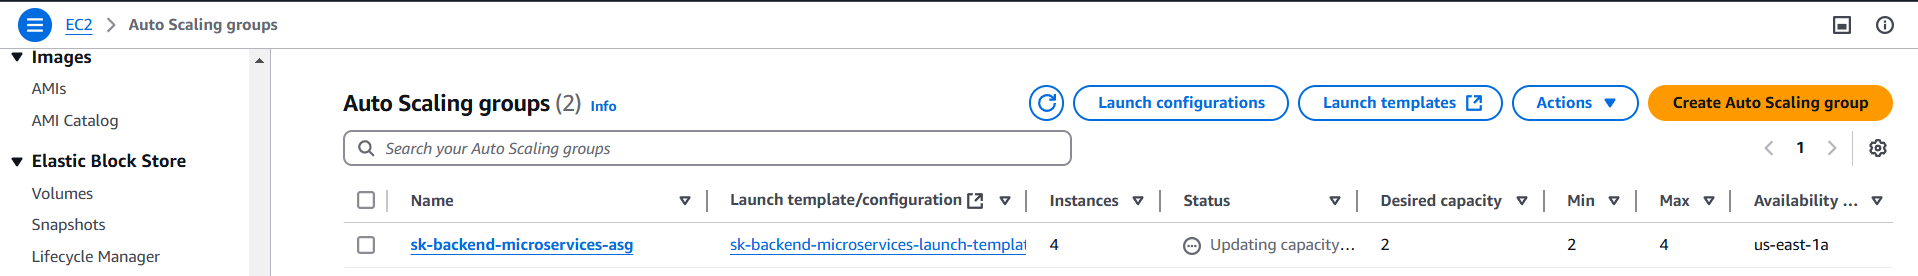 EC2 > Auto Scaling groups
Images
AMIs
AMI Catalog
Elastic Block Store
Volumes
Snapshots
Lifecycle Manager
Auto Scaling groups (2) Info
Launch configurations
Launch templates
Actions
Create Auto Scaling group
Search your Auto Scaling groups
1
Name Launch template/configuration Instances Status Desired capacity Min Max Availability ...
sk-backend-microservices-asg sk-backend-microservices-launch-templat 4 Updating capacity... 2 2 4 us-east-1a